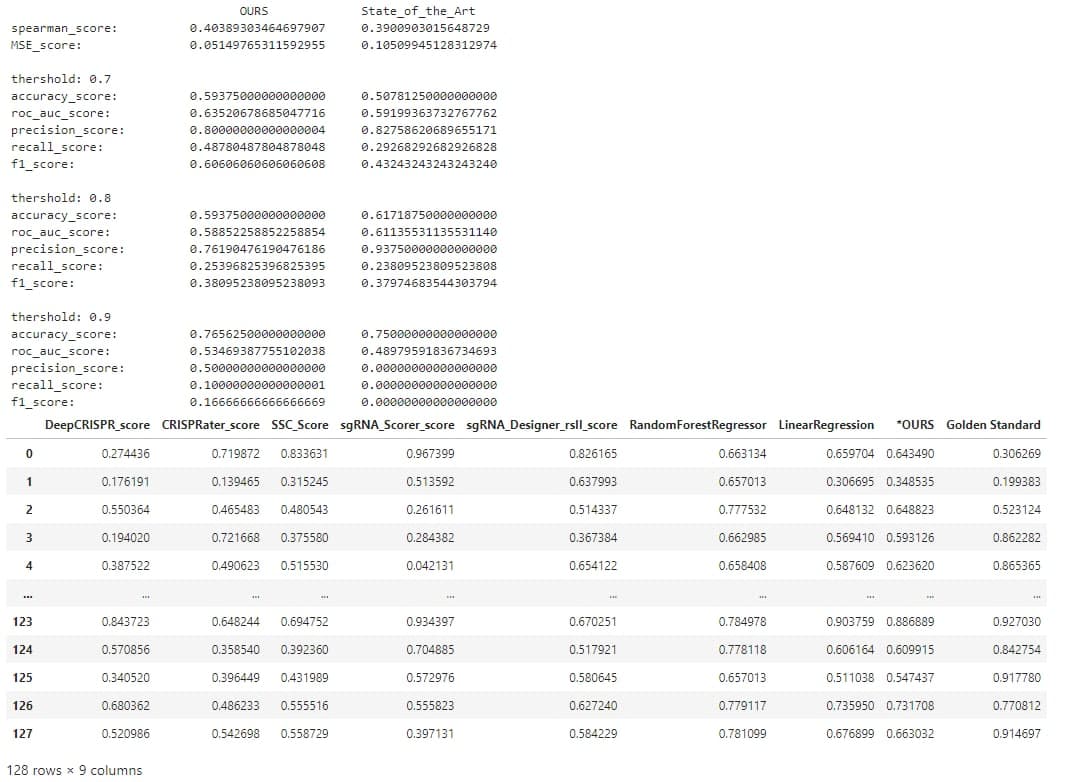 OURS State_of_the_Art
spearman_score: 0.40389303464697907 0.3900903015648729
MSE_score: 0.05149765311592955 0.10509945128312974
thershold: 0.7
accuracy_score: 0.59375000000000000 0.50781250000000000
roc_auc_score: 0.63520678685047716 0.59199363732767762
precision_score: 0.80000000000000004 0.82758620689655171
recall_score: 0.48780487804878048 0.29268292682926828
f1_score: 0.60606060606060608 0.43243243243243240
thershold: 0.8
accuracy_score: 0.59375000000000000 0.61718750000000000
roc_auc_score: 0.58852258852258854 0.61135531135531140
precision_score: 0.76190476190476186 0.93750000000000000
recall_score: 0.25396825396825395 0.23809523809523808
f1_score: 0.38095238095238093 0.37974683544303794
thershold: 0.9
accuracy_score: 0.76562500000000000 0.75000000000000000
roc_auc_score: 0.53469387755102038 0.48979591836734693
precision_score: 0.50000000000000000 0.00000000000000000
recall_score: 0.10000000000000001 0.00000000000000000
f1_score: 0.16666666666666669 0.00000000000000000
DeepCRISPR_score CRISPRater_score SSC_Score sgRNA_Scorer_score sgRNA_Designer_rsII_score RandomForestRegressor LinearRegression *OURS Golden Standard
0 0.274436 0.719872 0.833631 0.967399 0.826165 0.663134 0.659704 0.643490 0.306269
1 0.176191 0.139465 0.315245 0.513592 0.637993 0.657013 0.306695 0.348535 0.199383
2 0.550364 0.465483 0.480543 0.261611 0.514337 0.777532 0.648132 0.648823 0.523124
3 0.194020 0.721668 0.375580 0.284382 0.367384 0.662985 0.569410 0.593126 0.862282
4 0.387522 0.490623 0.515530 0.042131 0.654122 0.658408 0.587609 0.623620 0.865365
... ... ... ... ... ... ... ... ... ...
123 0.843723 0.648244 0.694752 0.934397 0.670251 0.784978 0.903759 0.886889 0.927030
124 0.570856 0.358540 0.392360 0.704885 0.517921 0.778118 0.606164 0.609915 0.842754
125 0.340520 0.396449 0.431989 0.572976 0.580645 0.657013 0.511038 0.547437 0.917780
126 0.680362 0.486233 0.555516 0.555823 0.627240 0.779117 0.735950 0.731708 0.770812
127 0.520986 0.542698 0.558729 0.397131 0.584229 0.781099 0.676899 0.663032 0.914697
128 rows × 9 columns